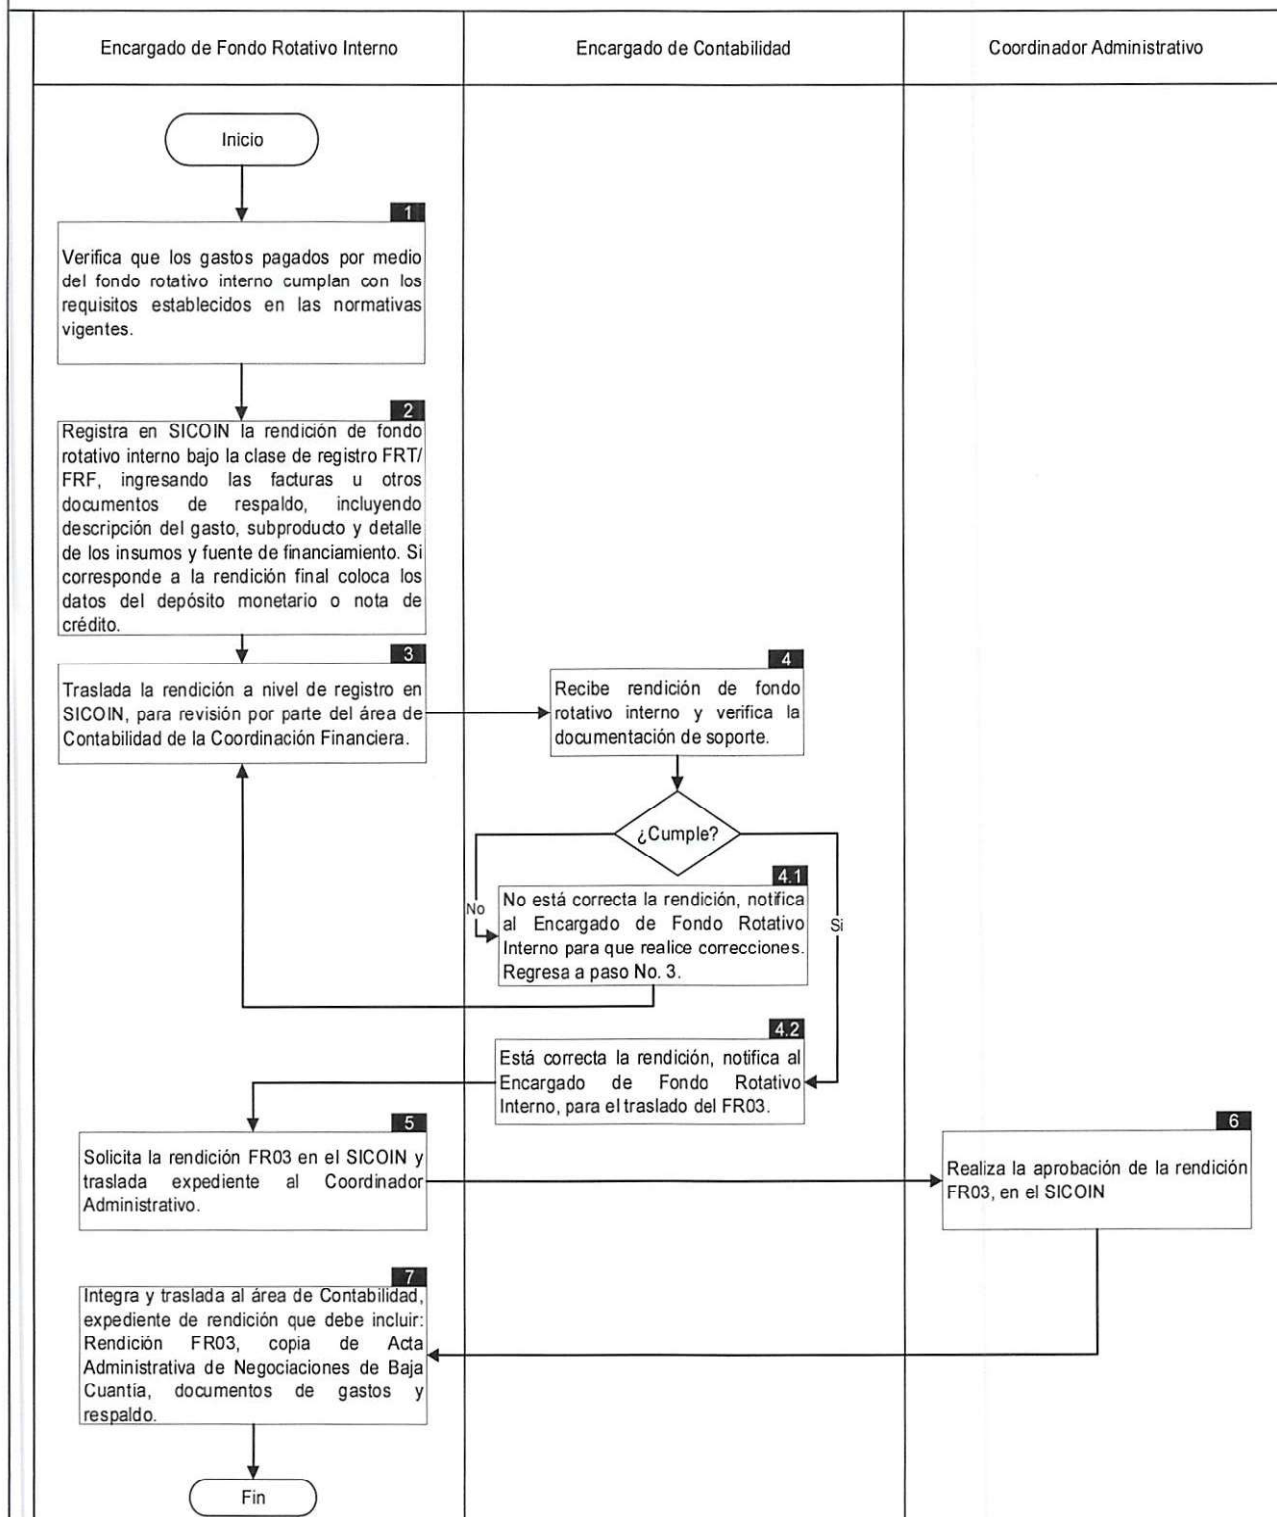 Encargado de Fondo Rotativo Interno
Encargado de Contabilidad
Coordinador Administrativo
Inicio
1
Verifica que los gastos pagados por medio
del fondo rotativo interno cumplan con los
requisitos establecidos en las normativas
vigentes.
2
Registra en SICOIN la rendición de fondo
rotativo interno bajo la clase de registro FRT/
FRF, ingresando las facturas u otros
documentos de respaldo, incluyendo
descripción del gasto, subproducto y detalle
de los insumos y fuente de financiamiento. Si
corresponde a la rendición final coloca los
datos del depósito monetario o nota de
crédito.
3
Traslada la rendición a nivel de registro en
SICOIN, para revisión por parte del área de
Contabilidad de la Coordinación Financiera.
4
Recibe rendición de fondo
rotativo interno y verifica la
documentación de soporte.
¿Cumple?
No
Si
4.1
No está correcta la rendición, notifica
al Encargado de Fondo Rotativo
Interno para que realice correcciones.
Regresa a paso No. 3.
4.2
Está correcta la rendición, notifica al
Encargado de Fondo Rotativo
Interno, para el traslado del FR03.
5
Solicita la rendición FR03 en el SICOIN y
traslada expediente al Coordinador
Administrativo.
6
Realiza la aprobación de la rendición
FR03, en el SICOIN
7
Integra y traslada al área de Contabilidad,
expediente de rendición que debe incluir:
Rendición FR03, copia de Acta
Administrativa de Negociaciones de Baja
Cuantía, documentos de gastos y
respaldo.
Fin